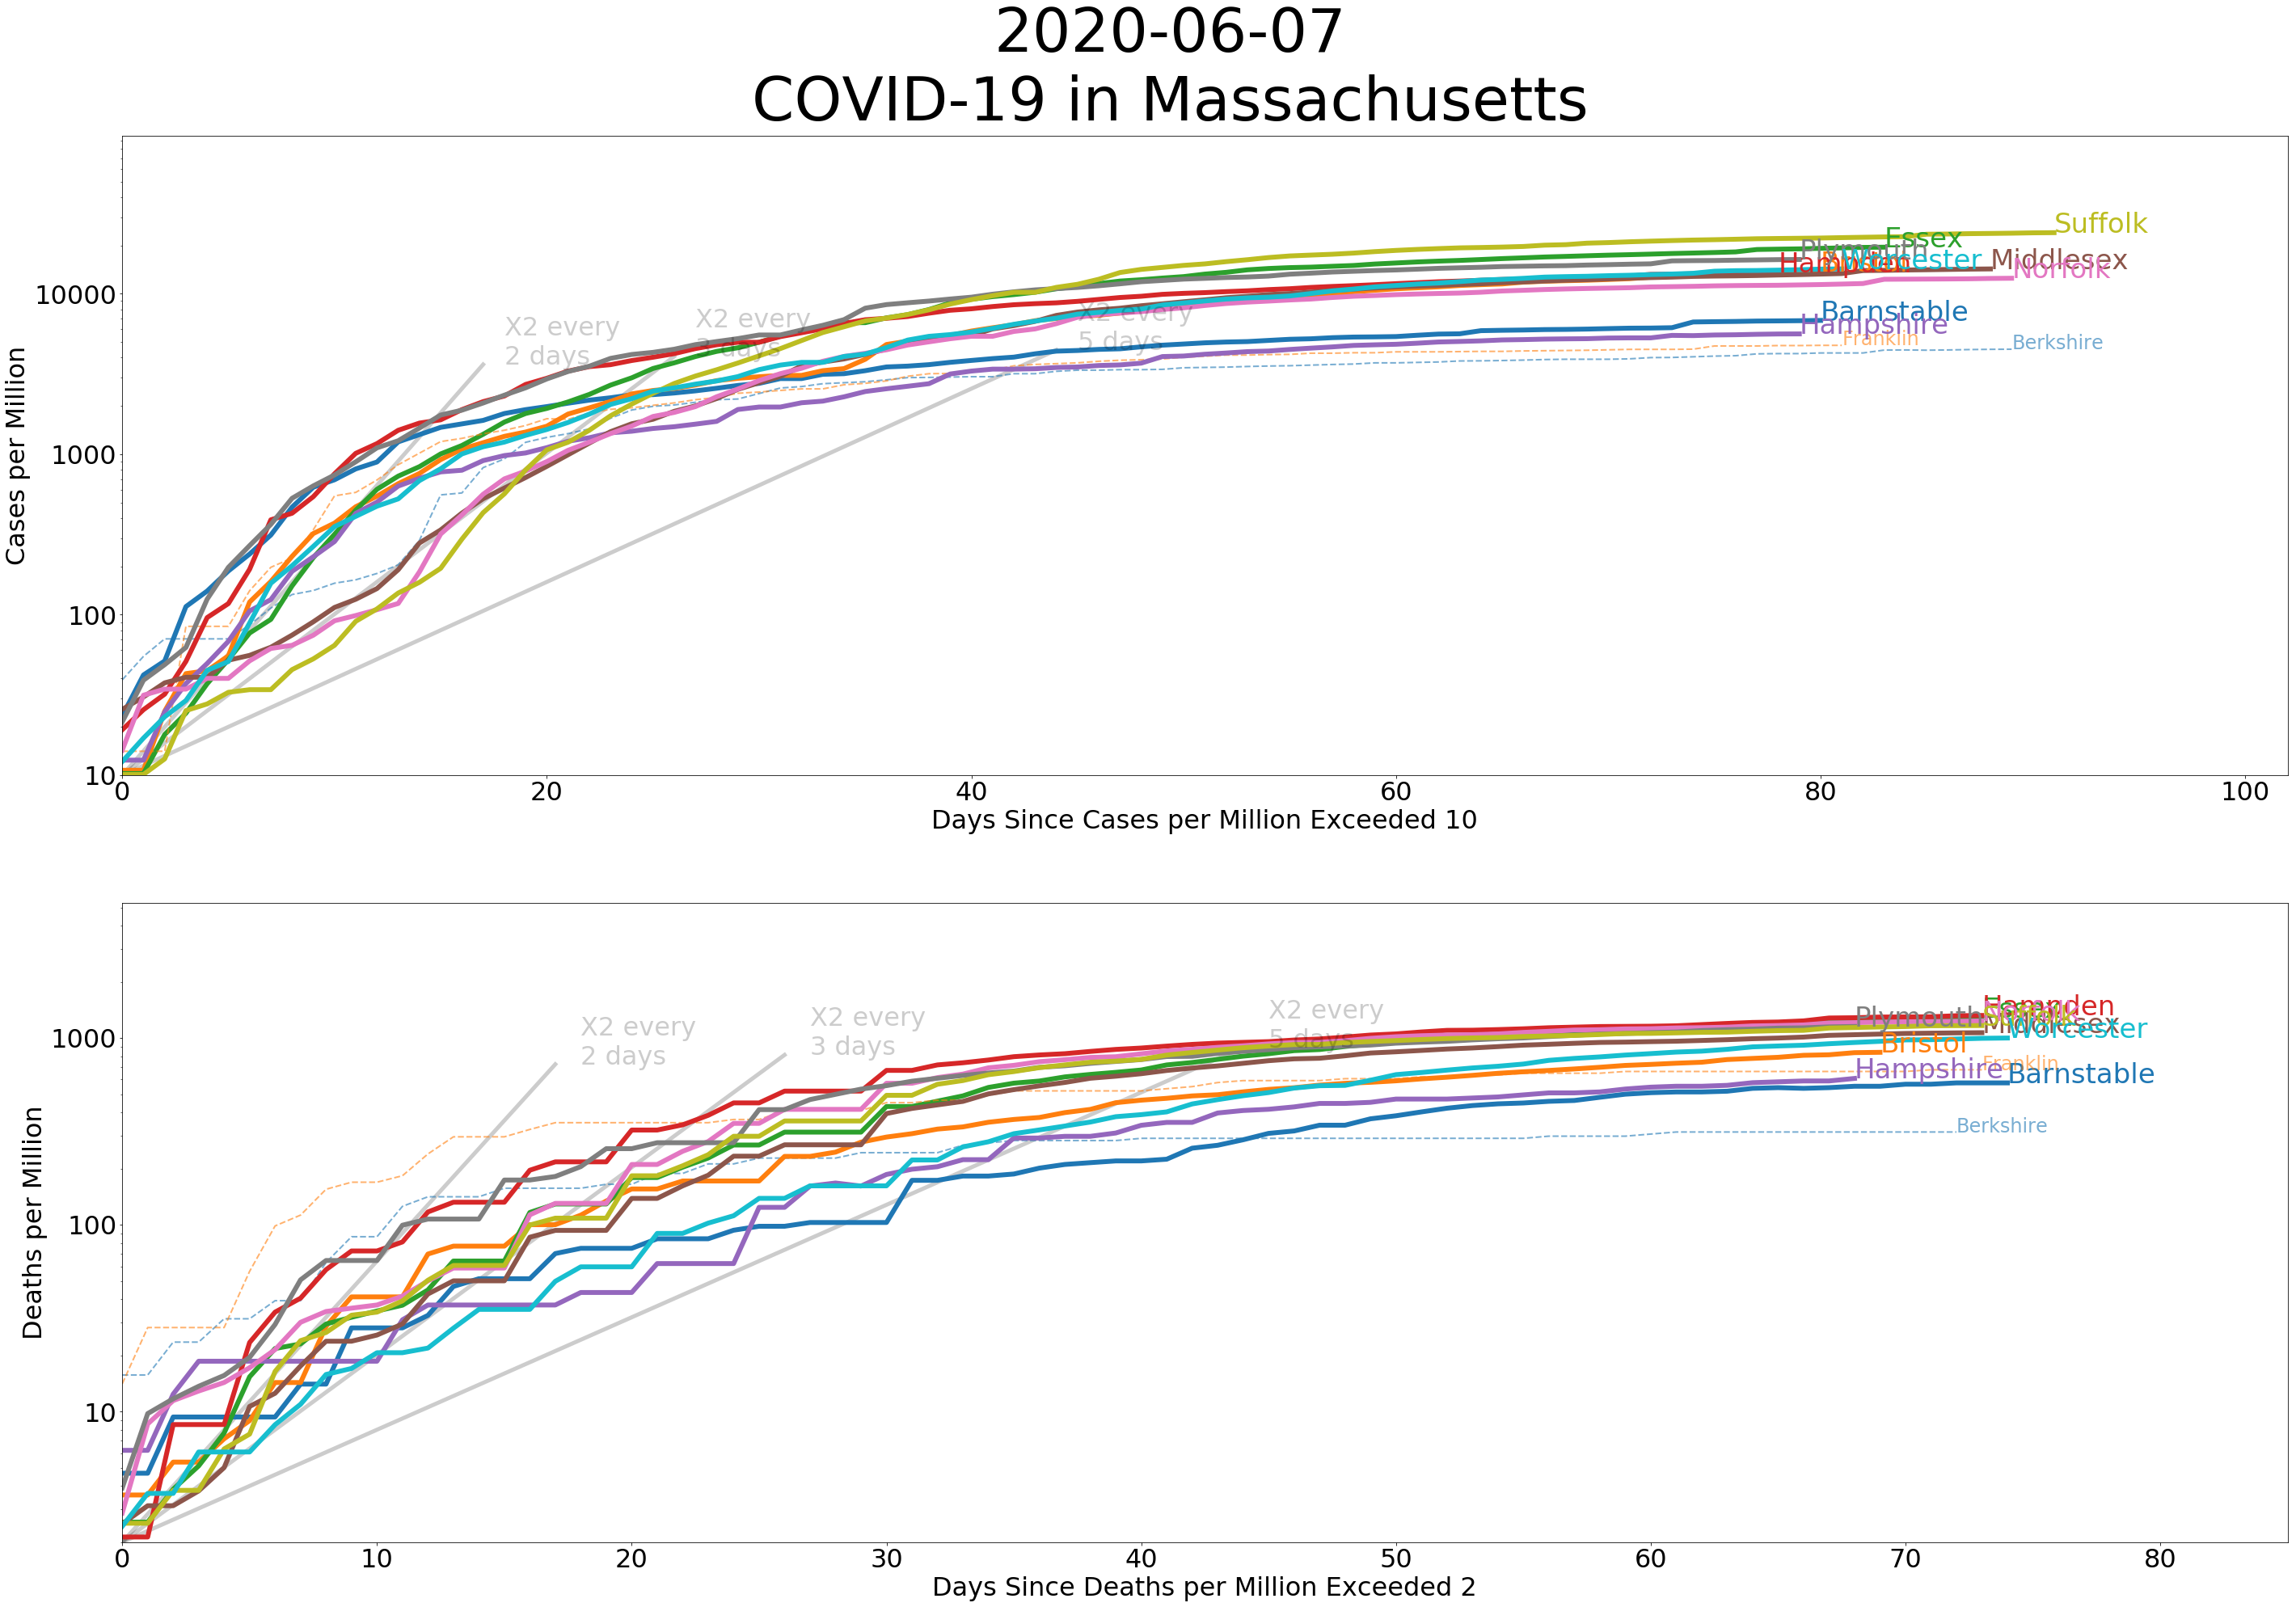 2020-06-07
COVID-19 in Massachusetts
Cases per Million
10000
1000
100
10
X2 every
2 days
X2 every
3 days
X2 every
5 days
Suffolk
Essex
Plymouth
Worcester
Hampden
Middlesex
Norfolk
Barnstable
Hampshire
Franklin
Berkshire
0
20
40
60
80
100
Days Since Cases per Million Exceeded 10
Deaths per Million
1000
100
10
X2 every
2 days
X2 every
3 days
X2 every
5 days
Hampden
Plymouth
Middlesex
Worcester
Bristol
Franklin
Hampshire
Barnstable
Berkshire
0
10
20
30
40
50
60
70
80
Days Since Deaths per Million Exceeded 2